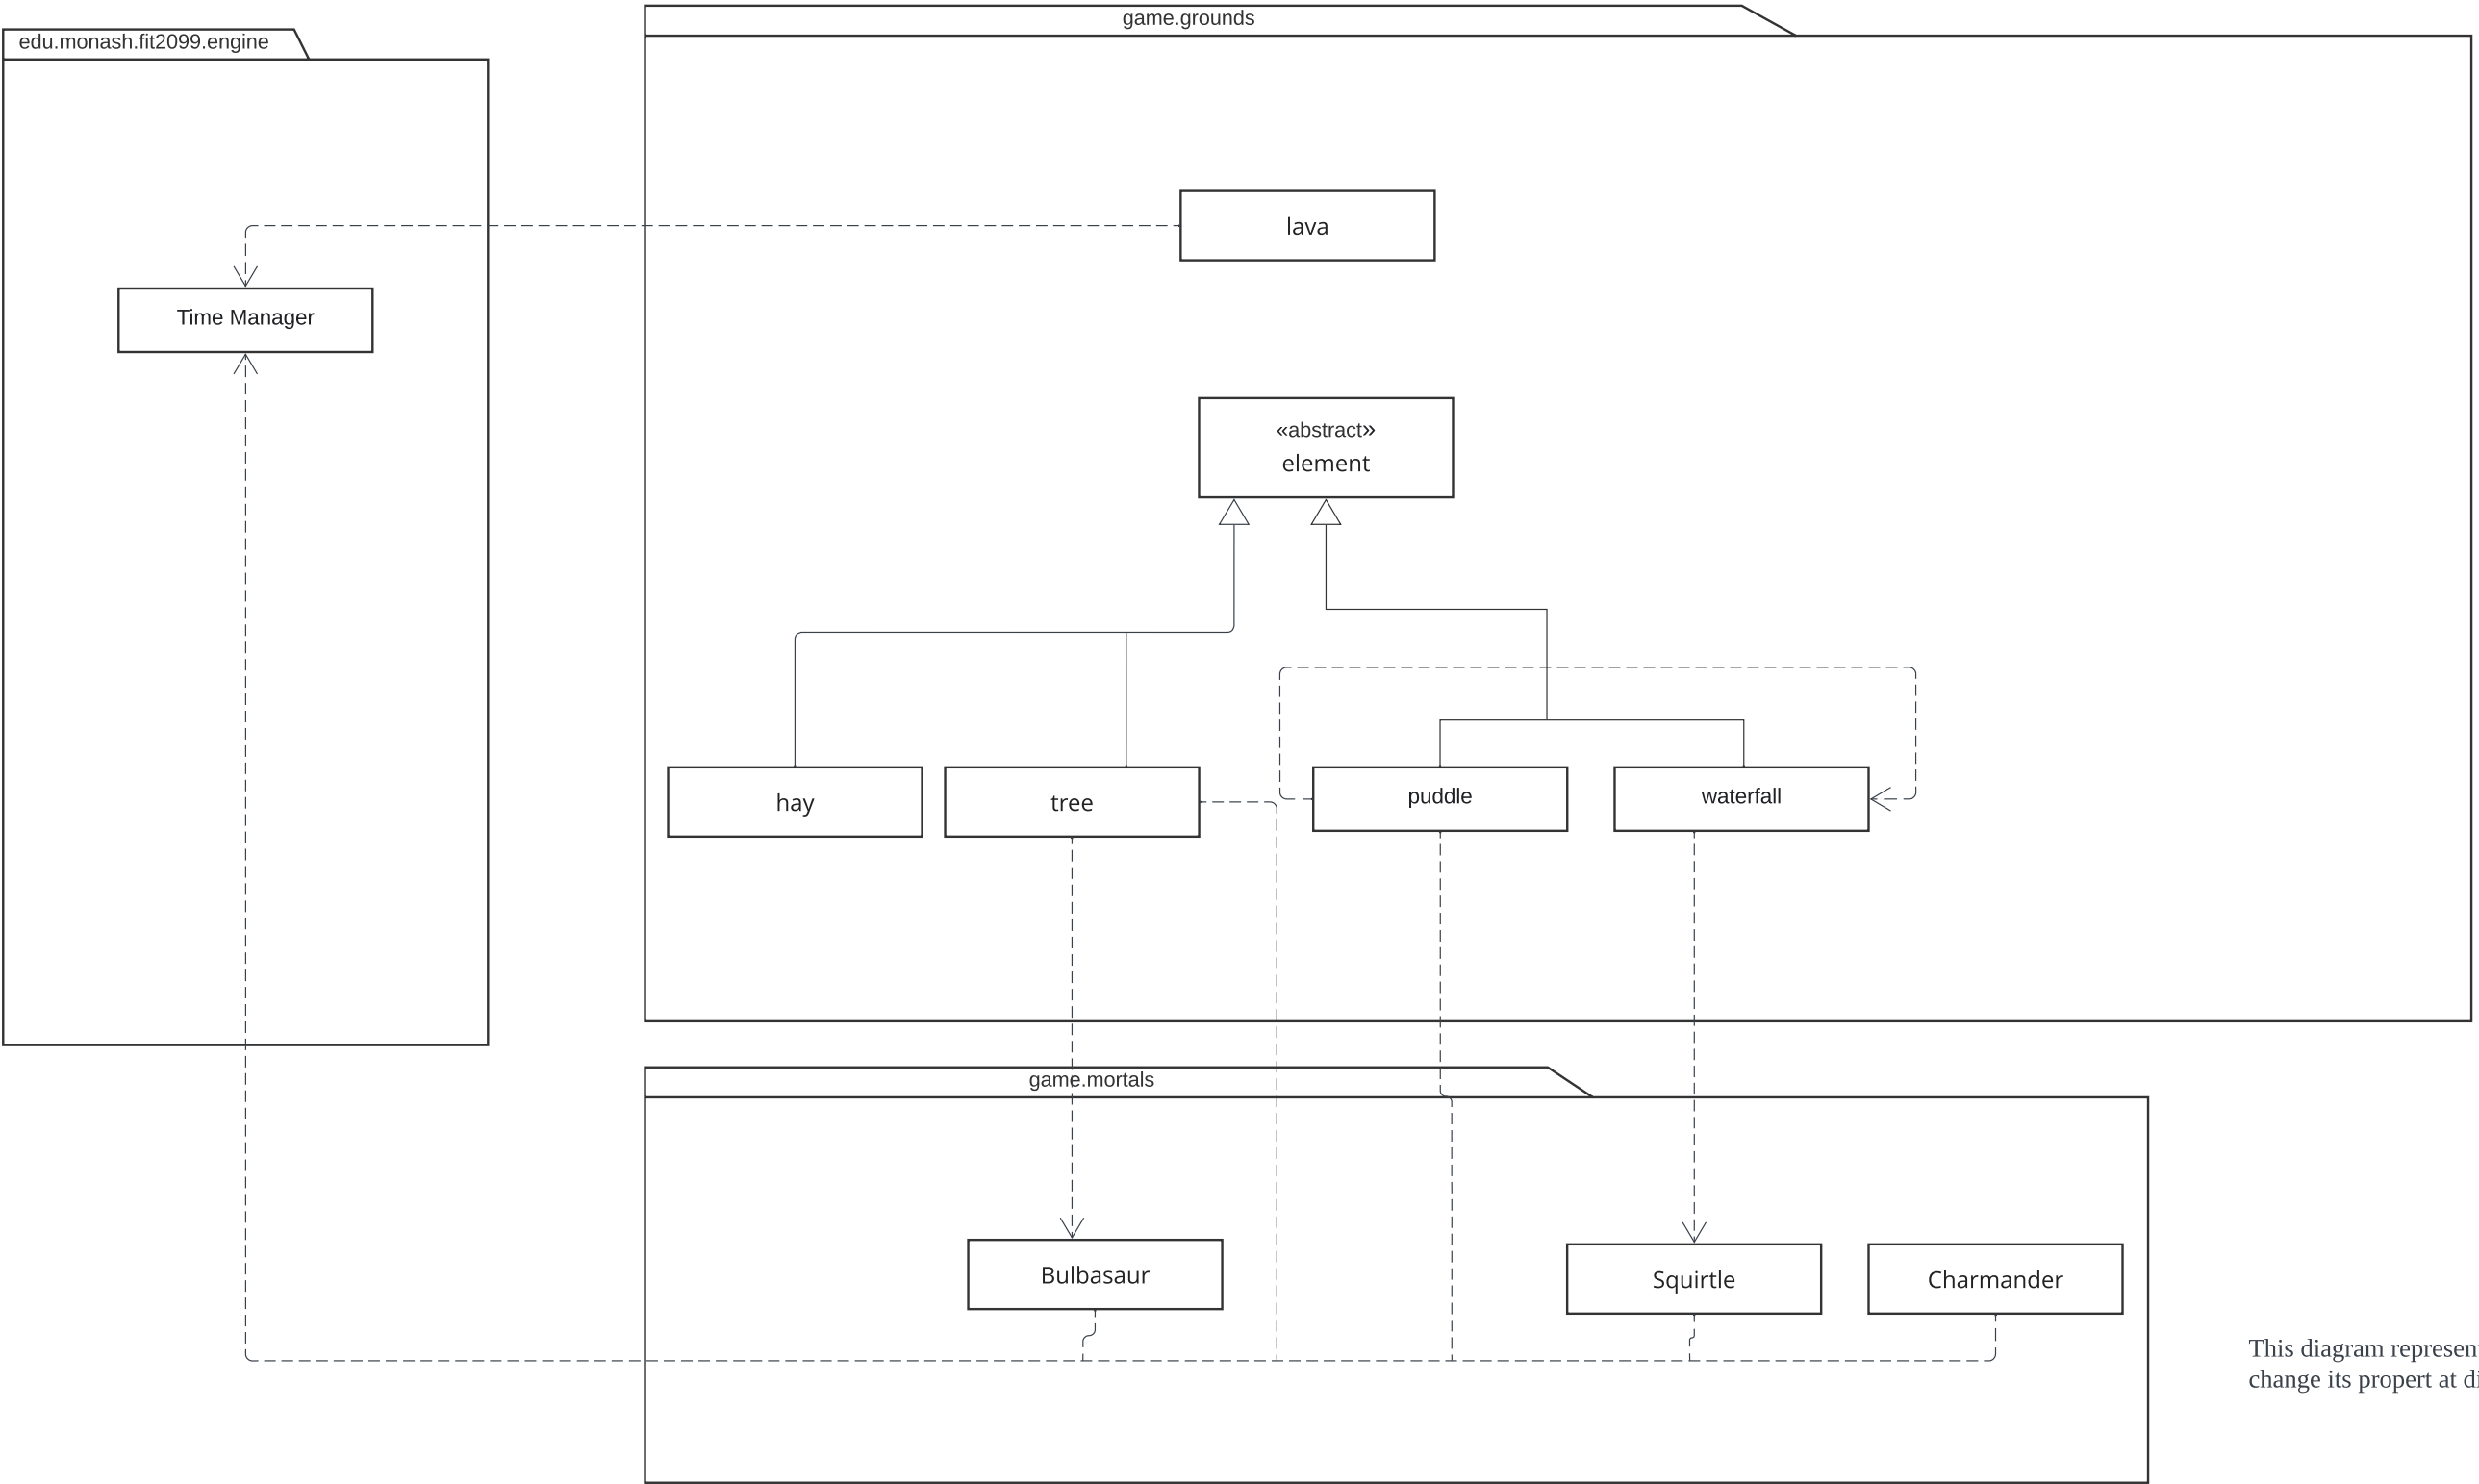 edu.monash.fit2099.engine
game.grounds
lava
Time Manager
«abstract»
element
hay
tree
puddle
waterfall
game.mortals
Bulbasaur
Squirtle
Charmander
This diagram
change its propert at